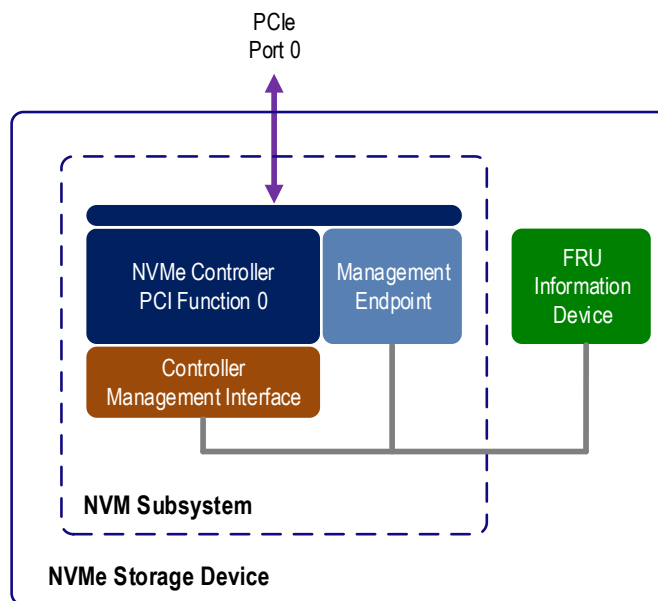 PCIe
Port 0
NVMe Controller
PCI Function 0
Management
Endpoint
FRU
Information
Device
Controller
Management Interface
NVM Subsystem
NVMe Storage Device